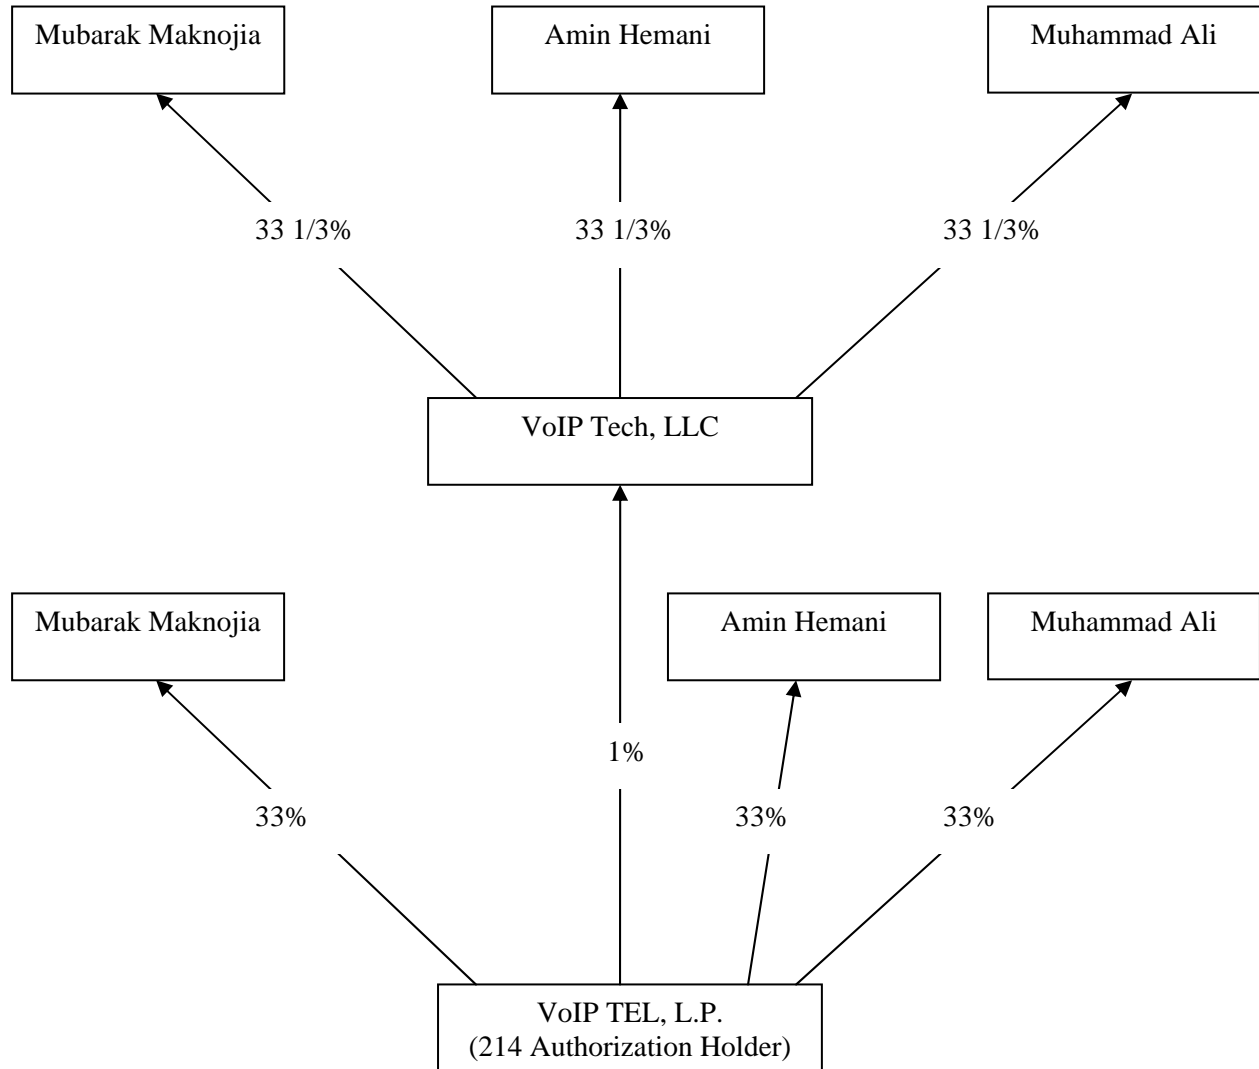 Mubarak Maknojia
Amin Hemani
Muhammad Ali
33 1/3%
33 1/3%
33 1/3%
VoIP Tech, LLC
Mubarak Maknojia
Amin Hemani
Muhammad Ali
1%
33%
33%
33%
VoIP TEL, L.P.
(214 Authorization Holder)